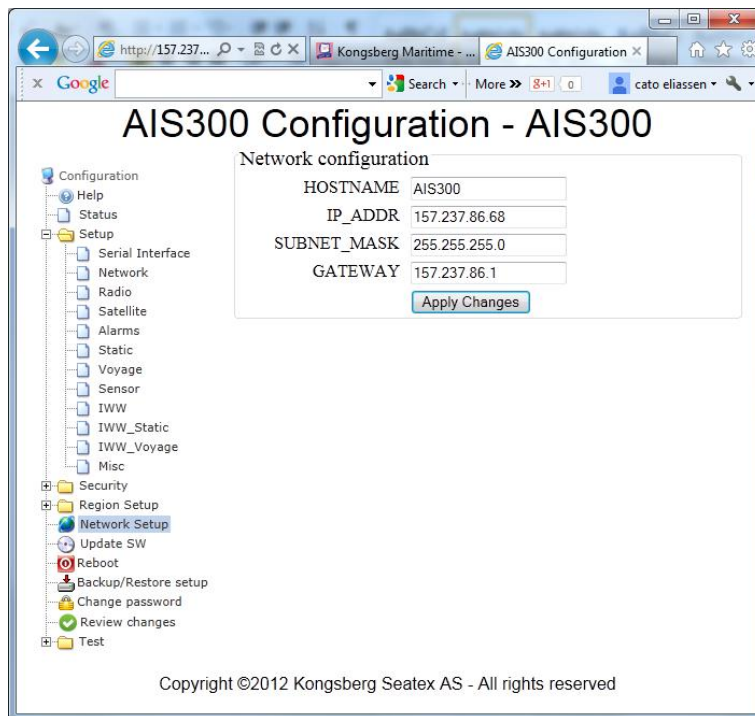 http://157.237...
Kongsberg Maritime - ...
AIS300 Configuration
x Google
Search
More »
8+1
0
cato eliassen
AIS300 Configuration - AIS300
Configuration
Help
Status
Setup
Serial Interface
Network
Radio
Satellite
Alarms
Static
Voyage
Sensor
IWW
IWW_Static
IWW_Voyage
Misc
Security
Region Setup
Network Setup
Update SW
Reboot
Backup/Restore setup
Change password
Review changes
Test
Network configuration
HOSTNAME AIS300
IP_ADDR 157.237.86.68
SUBNET_MASK 255.255.255.0
GATEWAY 157.237.86.1
Apply Changes
Copyright ©2012 Kongsberg Seatex AS - All rights reserved